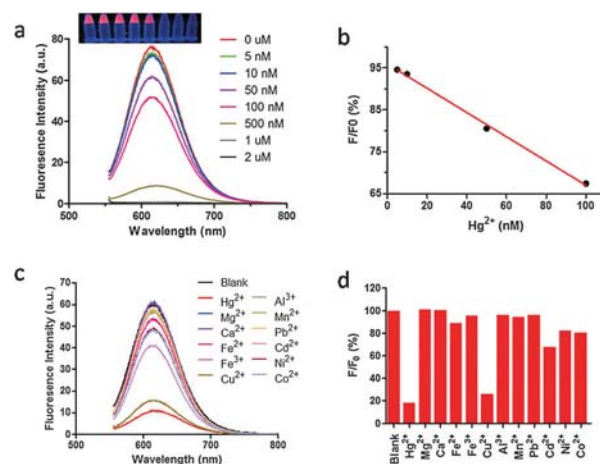 a
Fluoresence Intensity (a.u.)
80
60
40
20
0
500
600
700
800
Wavelength (nm)
0 uM
5 nM
10 nM
50 nM
100 nM
500 nM
1 uM
2 uM
b
F/F0 (%)
95
85
75
65
0
20
40
60
80
100
Hg²⁺ (nM)
c
Fluoresence Intensity (a.u.)
70
60
50
40
30
20
10
0
500
600
700
800
Wavelength (nm)
Blank
Hg²⁺
Mg²⁺
Ca²⁺
Fe²⁺
Fe³⁺
Cu²⁺
Al³⁺
Mn²⁺
Pb²⁺
Cd²⁺
Ni²⁺
Co²⁺
d
F/F₀ (%)
120
100
80
60
40
20
0
Blank
Hg²⁺
Mg²⁺
Ca²⁺
Fe²⁺
Fe³⁺
Cu²⁺
Al³⁺
Mn²⁺
Pb²⁺
Cd²⁺
Ni²⁺
Co²⁺